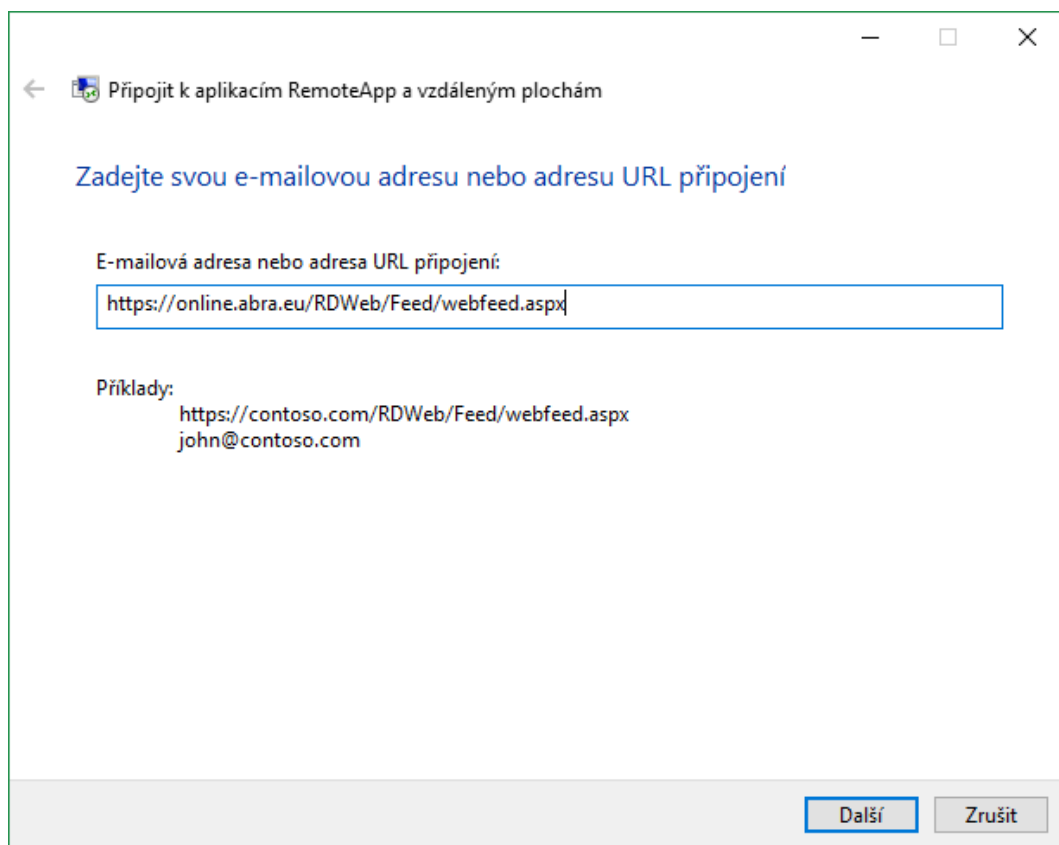 Připojit k aplikacím RemoteApp a vzdáleným plochám
Zadejte svou e-mailovou adresu nebo adresu URL připojení
E-mailová adresa nebo adresa URL připojení:
https://online.abra.eu/RDWeb/Feed/webfeed.aspx
Příklady:
https://contoso.com/RDWeb/Feed/webfeed.aspx
john@contoso.com
Další
Zrušit